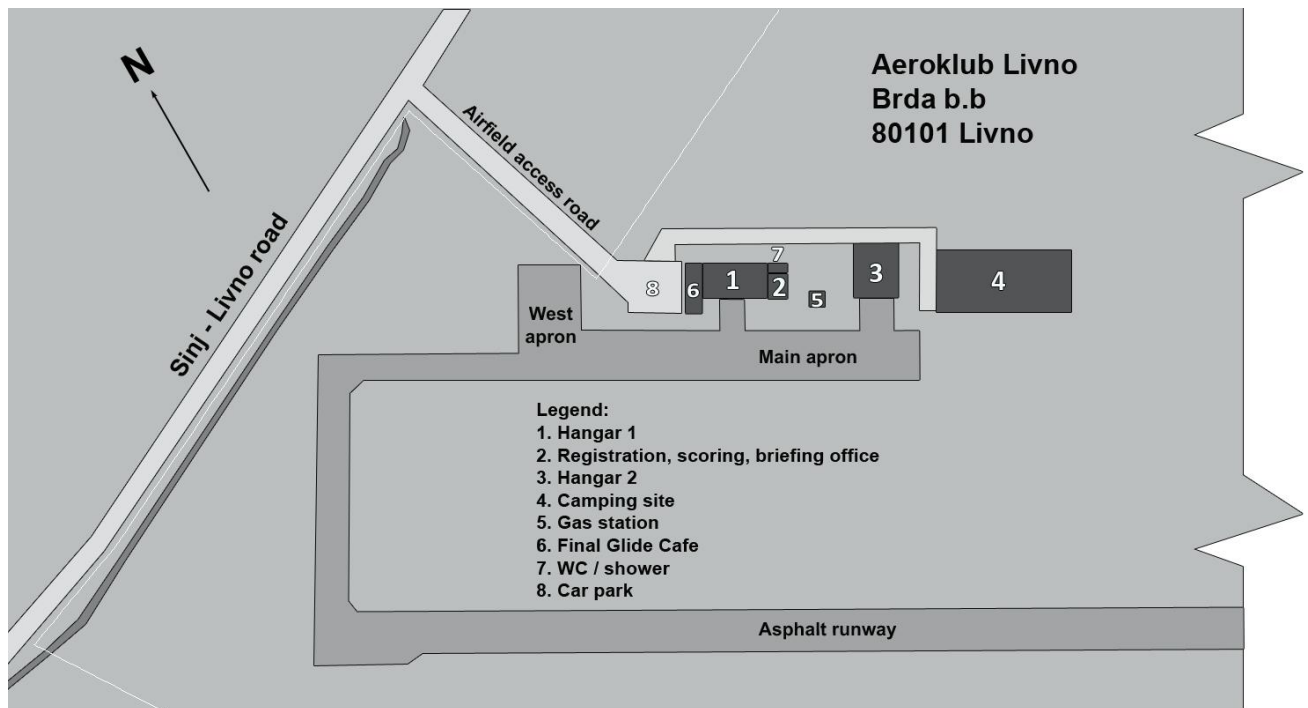 N
Aeroklub Livno
Brda b.b
80101 Livno
Airfield access road
Sinj - Livno road
7
8
6
1
2
5
3
4
West
apron
Main apron
Legend:
1. Hangar 1
2. Registration, scoring, briefing office
3. Hangar 2
4. Camping site
5. Gas station
6. Final Glide Cafe
7. WC / shower
8. Car park
Asphalt runway